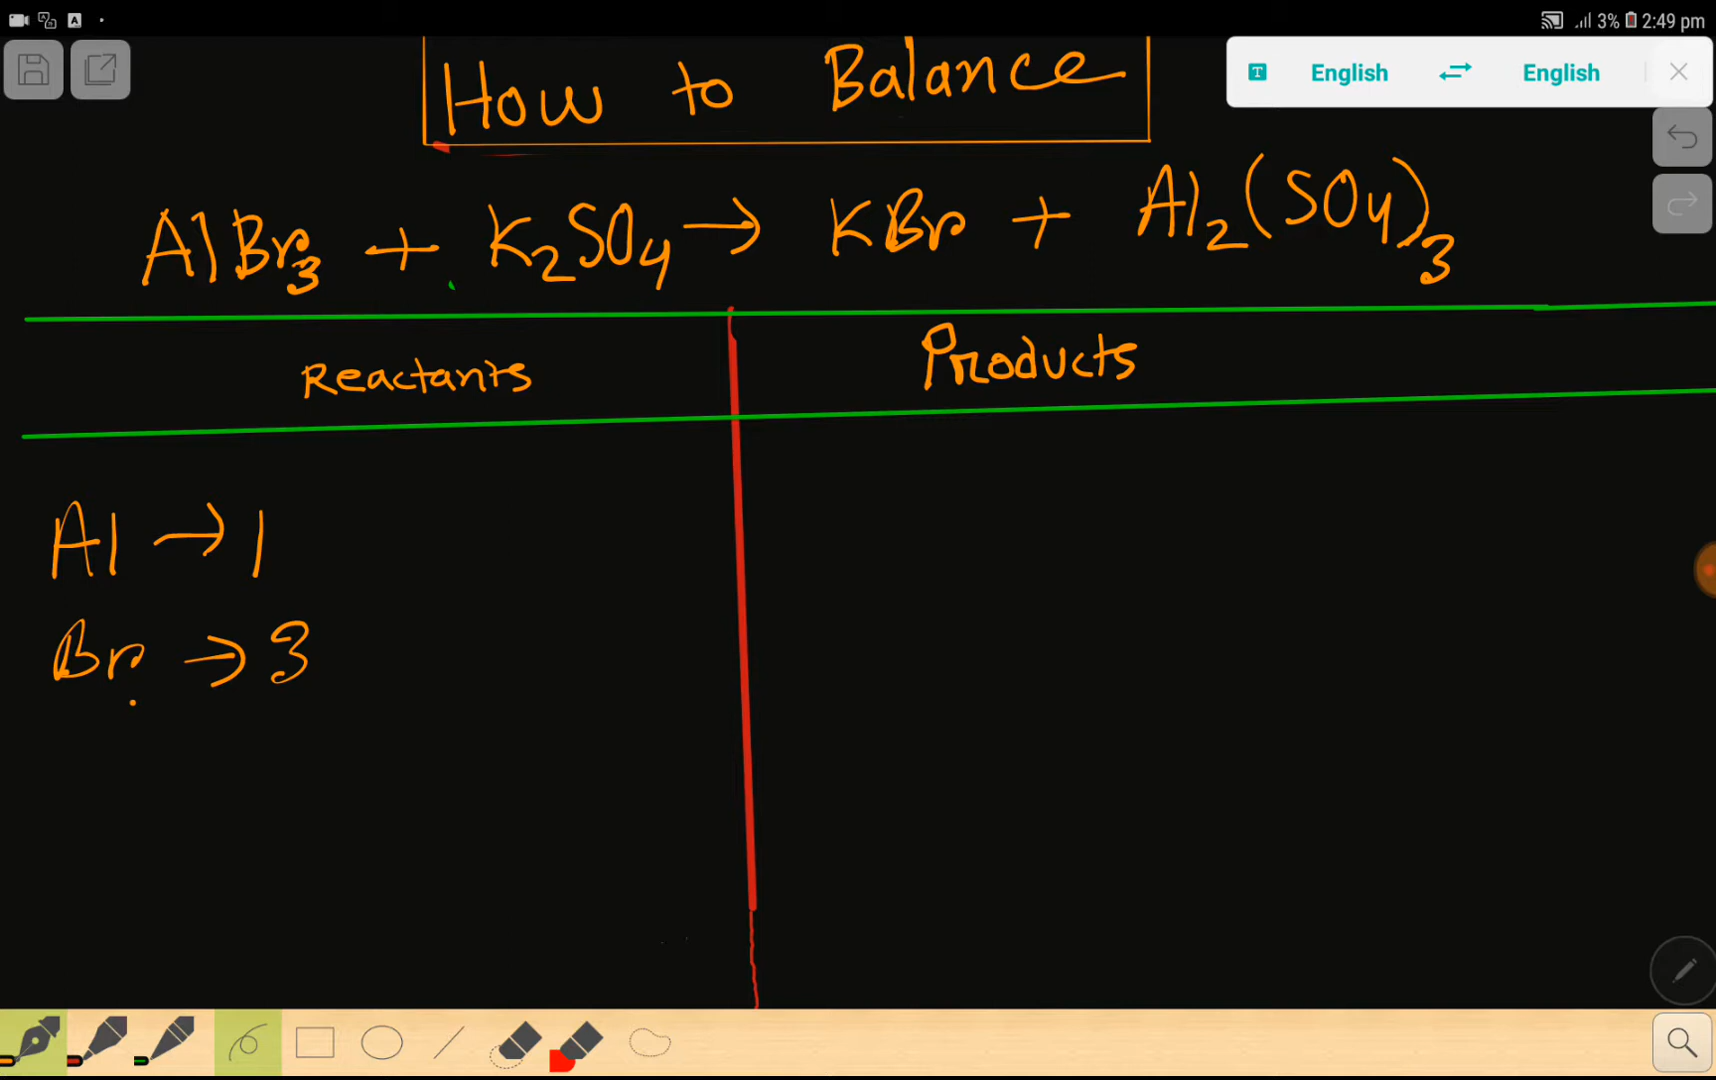 3% 2:49 pm
English English
How to Balance
AlBr₃ + K₂SO₄ → KBr + Al₂(SO₄)₃
Reactants Products
Al → 1
Br → 3